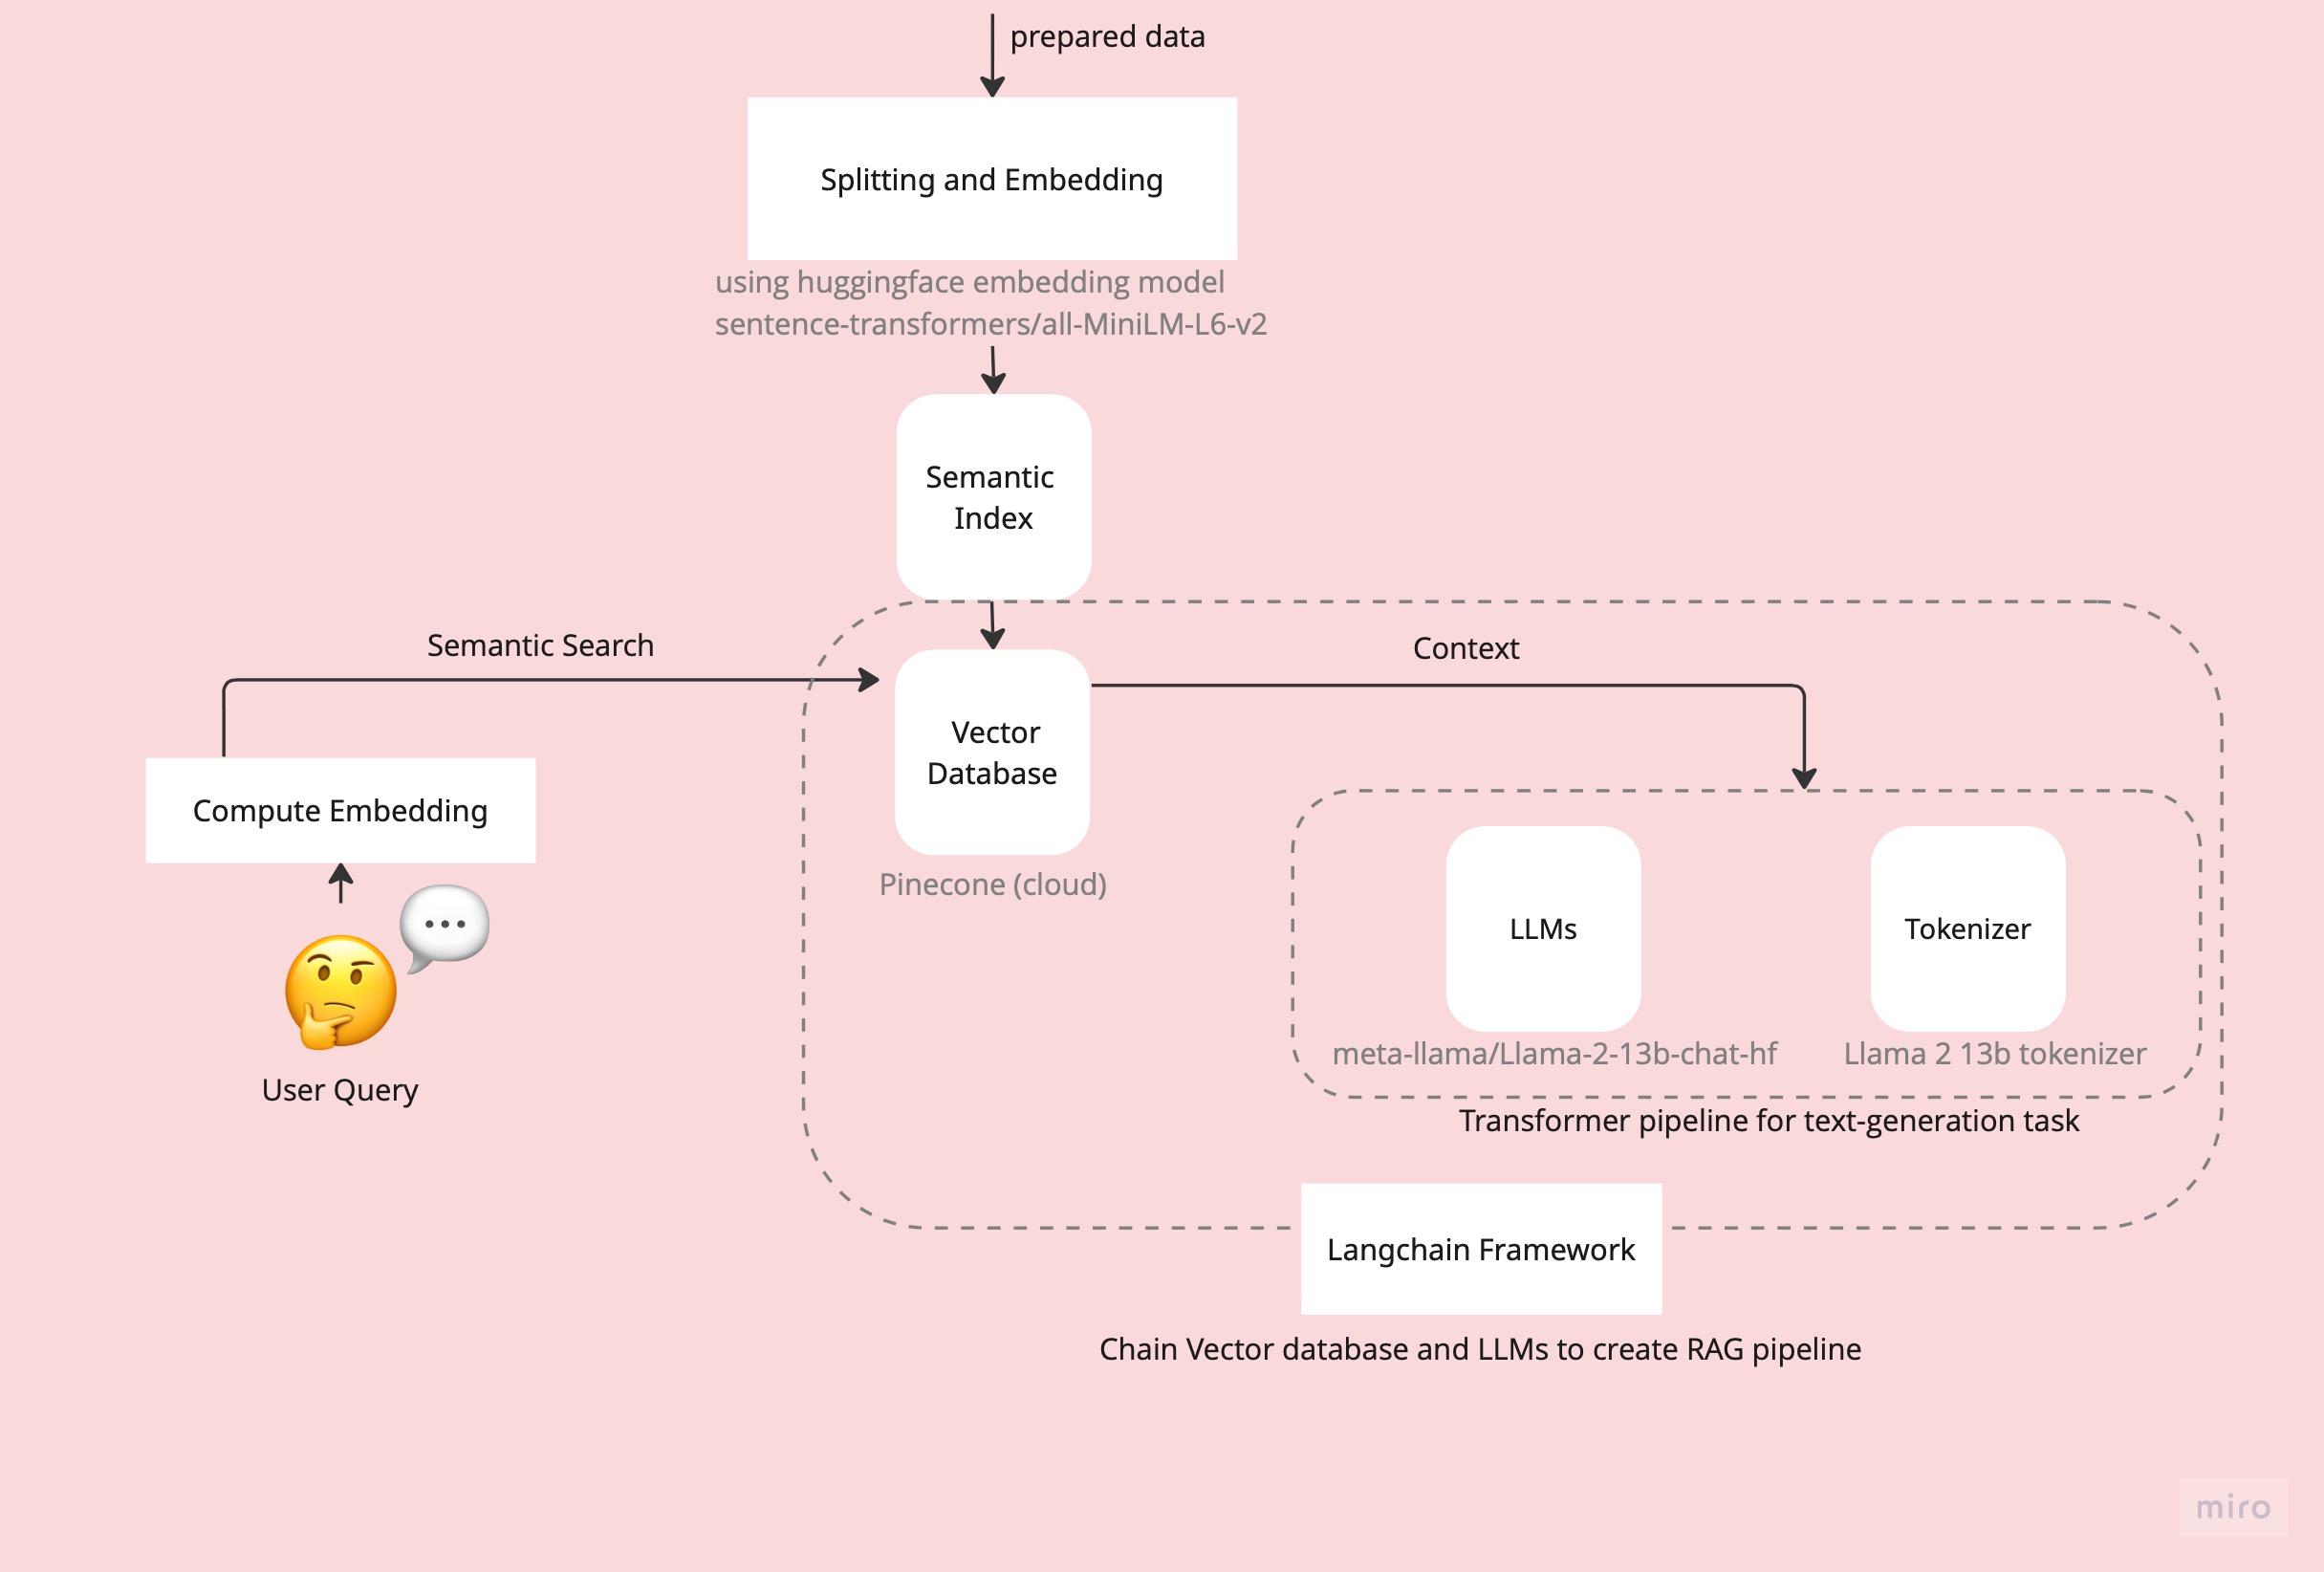 prepared data
Splitting and Embedding
using huggingface embedding model
sentence-transformers/all-MiniLM-L6-v2
Semantic
Index
Semantic Search
Context
Vector
Database
Compute Embedding
Pinecone (cloud)
LLMs
Tokenizer
meta-llama/Llama-2-13b-chat-hf
Llama 2 13b tokenizer
User Query
Transformer pipeline for text-generation task
Langchain Framework
Chain Vector database and LLMs to create RAG pipeline
miro